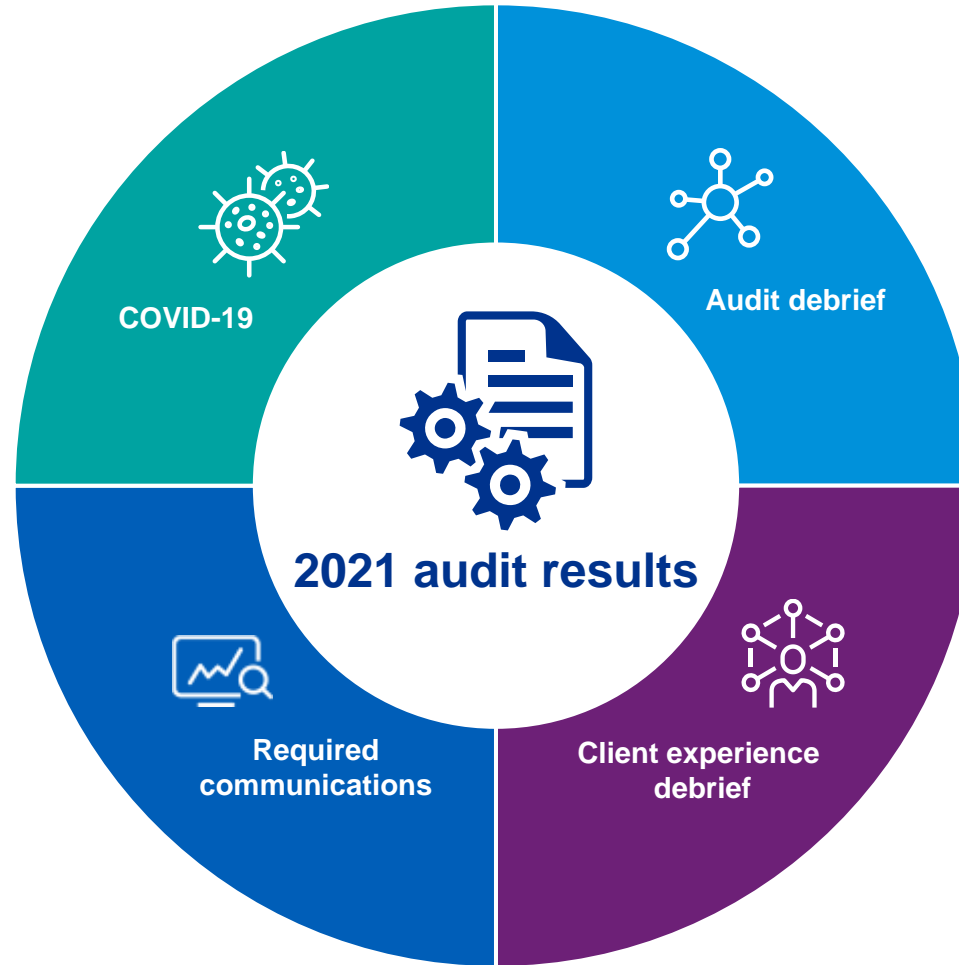 COVID-19
Audit debrief
2021 audit results
Required
communications
Client experience
debrief